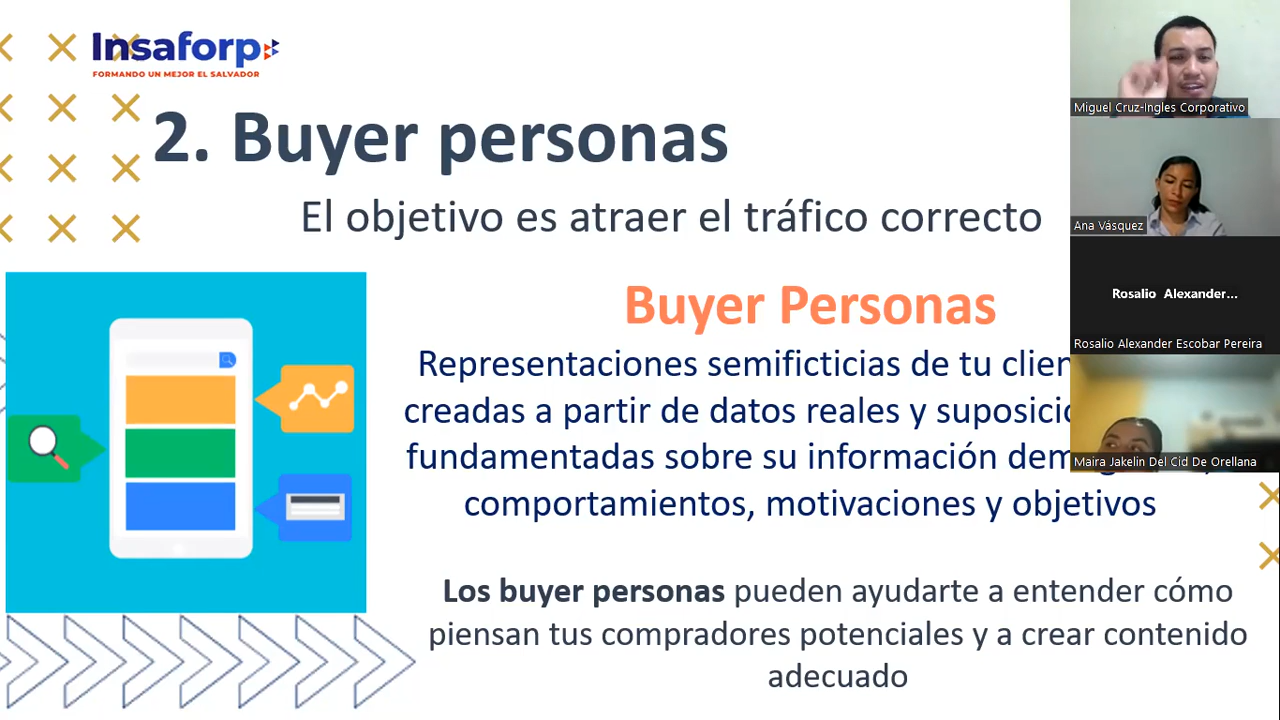 Insaforp
FORMANDO UN MEJOR EL SALVADOR
2. Buyer personas
El objetivo es atraer el tráfico correcto
Buyer Personas
Representaciones semificticias de tu
creadas a partir de datos reales y
fundamentadas sobre su información
comportamientos, motivaciones y objetivos
Los buyer personas pueden ayudarte a entender cómo
piensan tus compradores potenciales y a crear contenido
adecuado
Miguel Cruz-Ingles Corporativo
Ana Vásquez
Rosalio Alexander...
Rosalio Alexander Escobar Pereira
Maira Jakelin Del Cid De Orellana